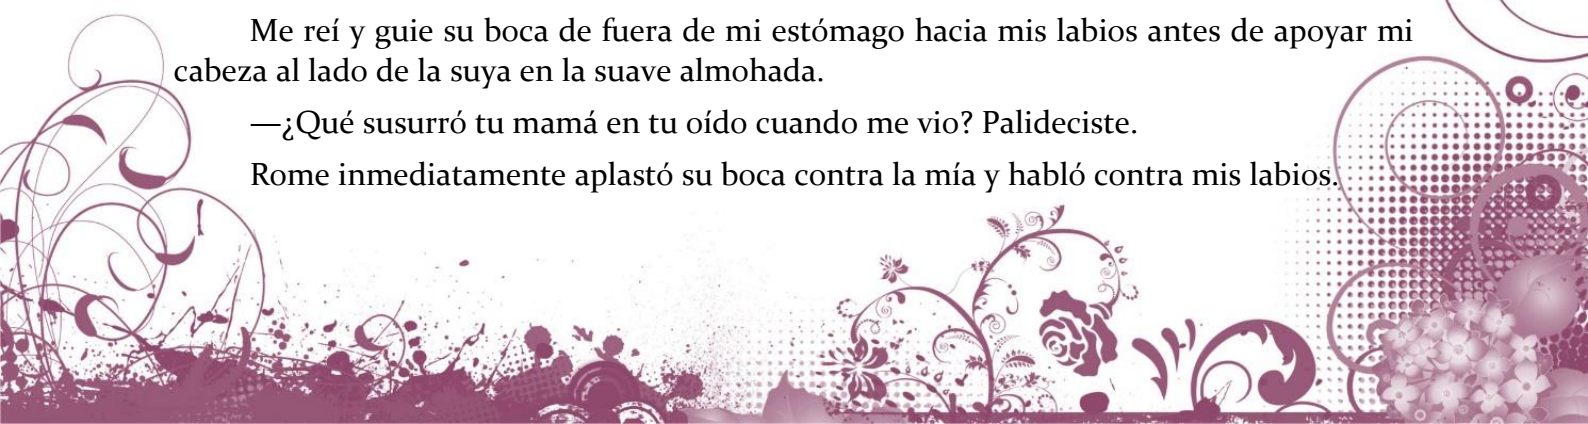 Me reí y guie su boca de fuera de mi estómago hacia mis labios antes de apoyar mi
cabeza al lado de la suya en la suave almohada.
—¿Qué susurró tu mamá en tu oído cuando me vio? Palideciste.
Rome inmediatamente aplastó su boca contra la mía y habló contra mis labios.